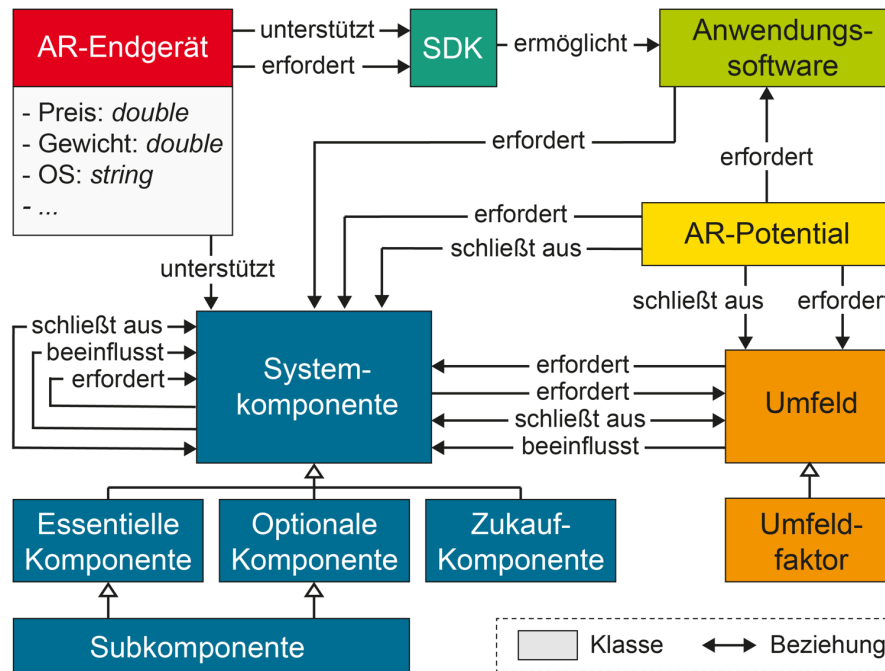 AR-Endgerät
unterstützt
erfordert
SDK
ermöglicht
Anwendungs-
software
- Preis: double
- Gewicht: double
- OS: string
- ...
erfordert
erfordert
erfordert
schließt aus
AR-Potential
unterstützt
schließt aus
erfordert
schließt aus
beeinflusst
erfordert
System-
komponente
erfordert
erfordert
schließt aus
beeinflusst
Umfeld
Essentielle
Komponente
Optionale
Komponente
Zukauf-
Komponente
Umfeld-
faktor
Subkomponente
Klasse
Beziehung